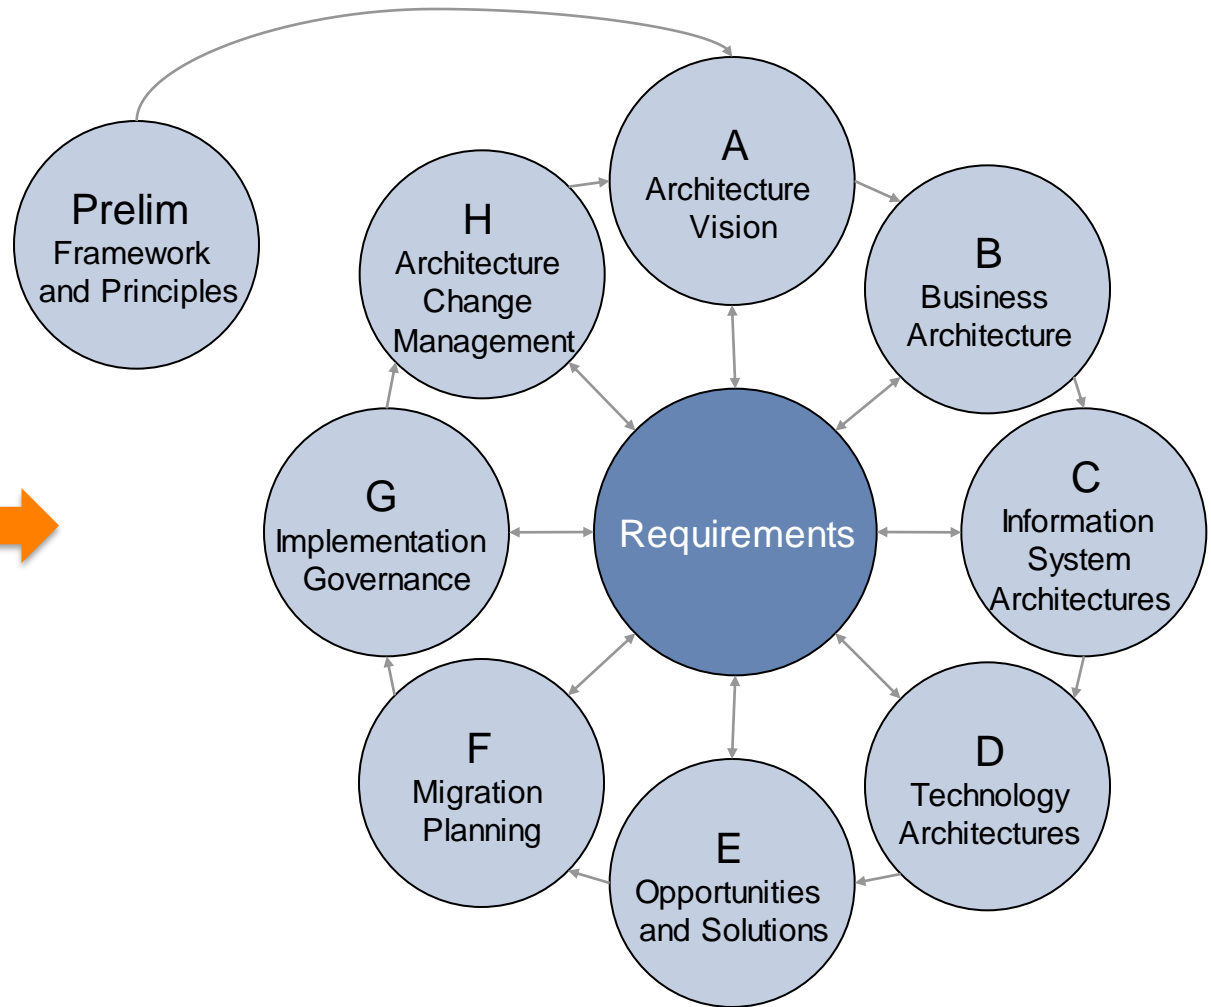 Prelim
Framework
and Principles
A
Architecture
Vision
B
Business
Architecture
C
Information
System
Architectures
D
Technology
Architectures
E
Opportunities
and Solutions
F
Migration
Planning
G
Implementation
Governance
H
Architecture
Change
Management
Requirements